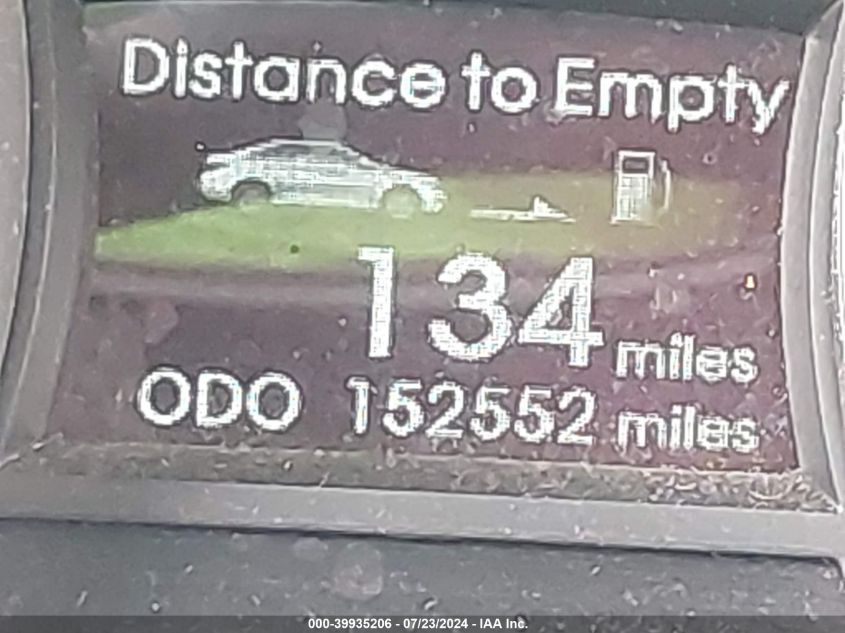 Distance to Empty
134 miles
ODO 152552 miles
000-39935206 - 07/23/2024 - IAA Inc.